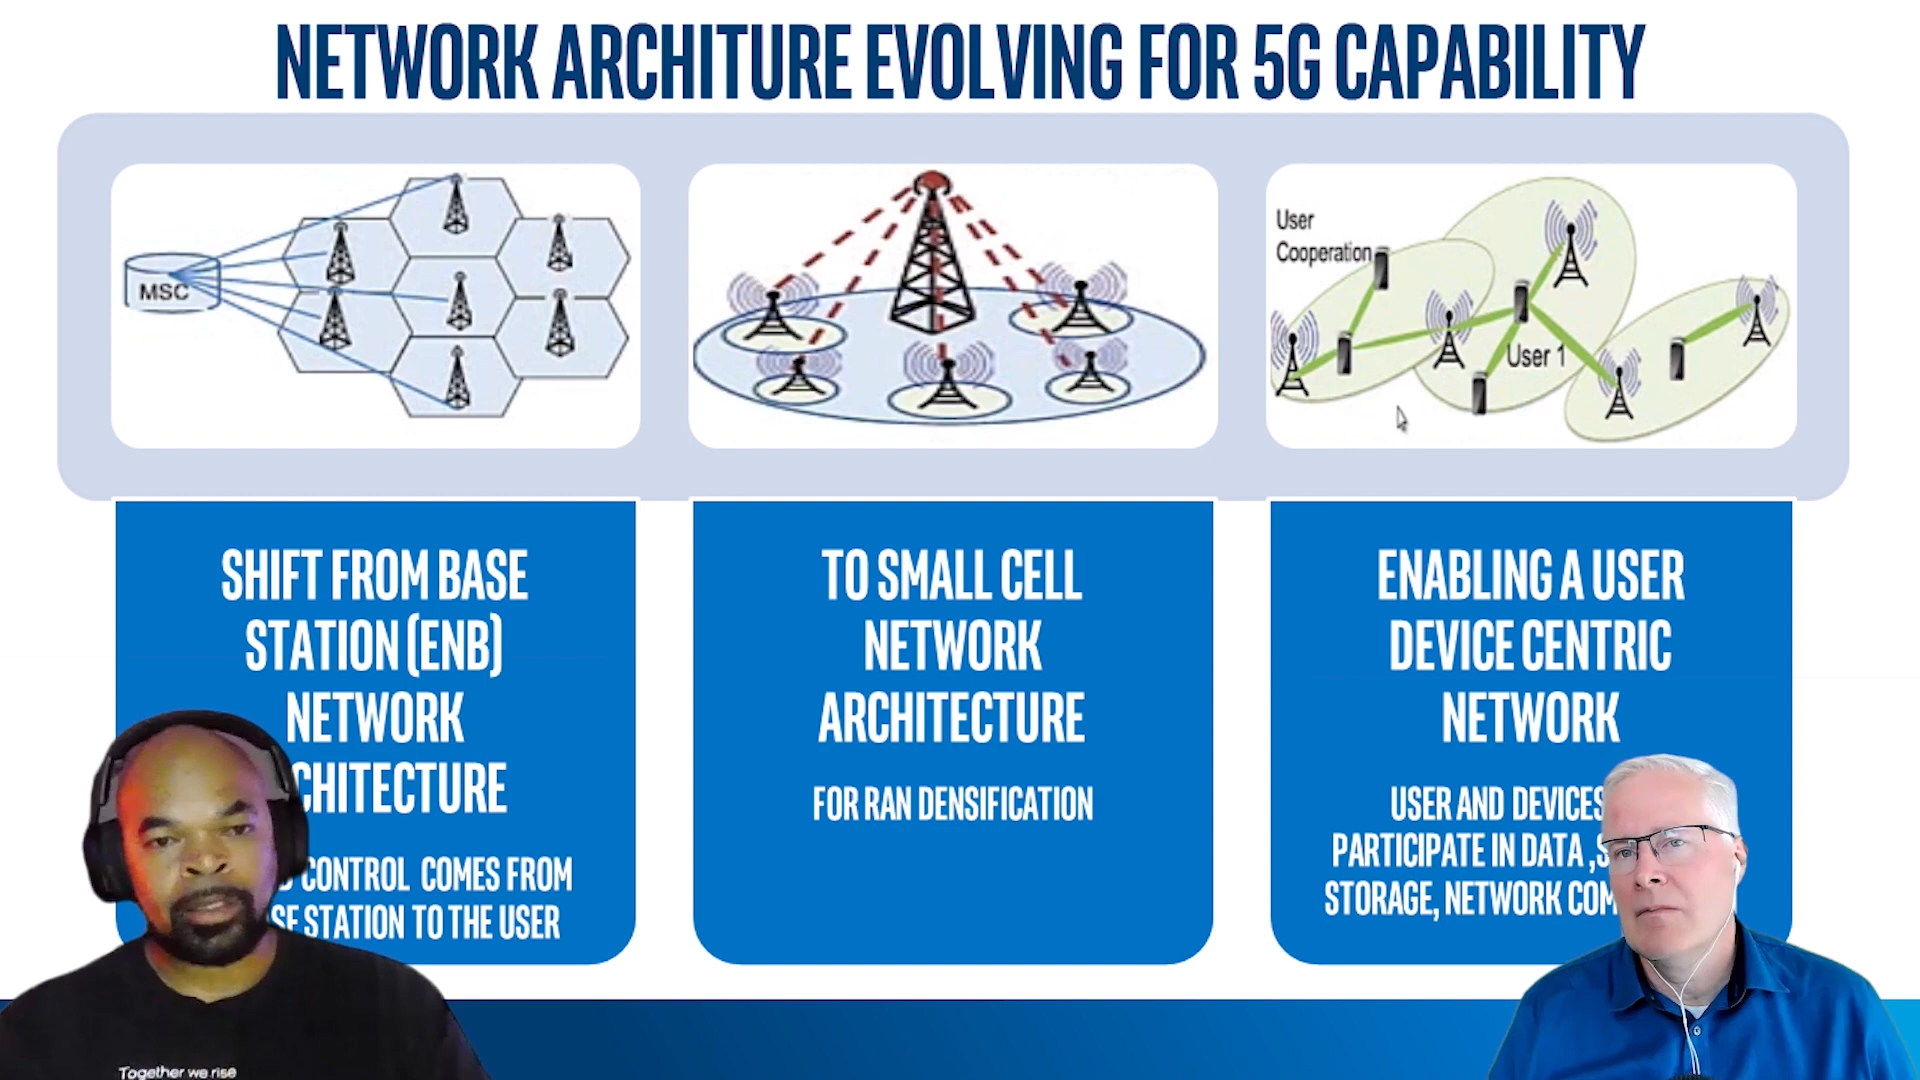 NETWORK ARCHITURE EVOLVING FOR 5G CAPABILITY
MSC
User
Cooperation
User 1
SHIFT FROM BASE
STATION (ENB)
NETWORK
CHITECTURE
CONTROL COMES FROM
SE STATION TO THE USER
TO SMALL CELL
NETWORK
ARCHITECTURE
FOR RAN DENSIFICATION
ENABLING A USER
DEVICE CENTRIC
NETWORK
USER AND DEVICES
PARTICIPATE IN DATA ,S
STORAGE, NETWORK COM
Together we rise